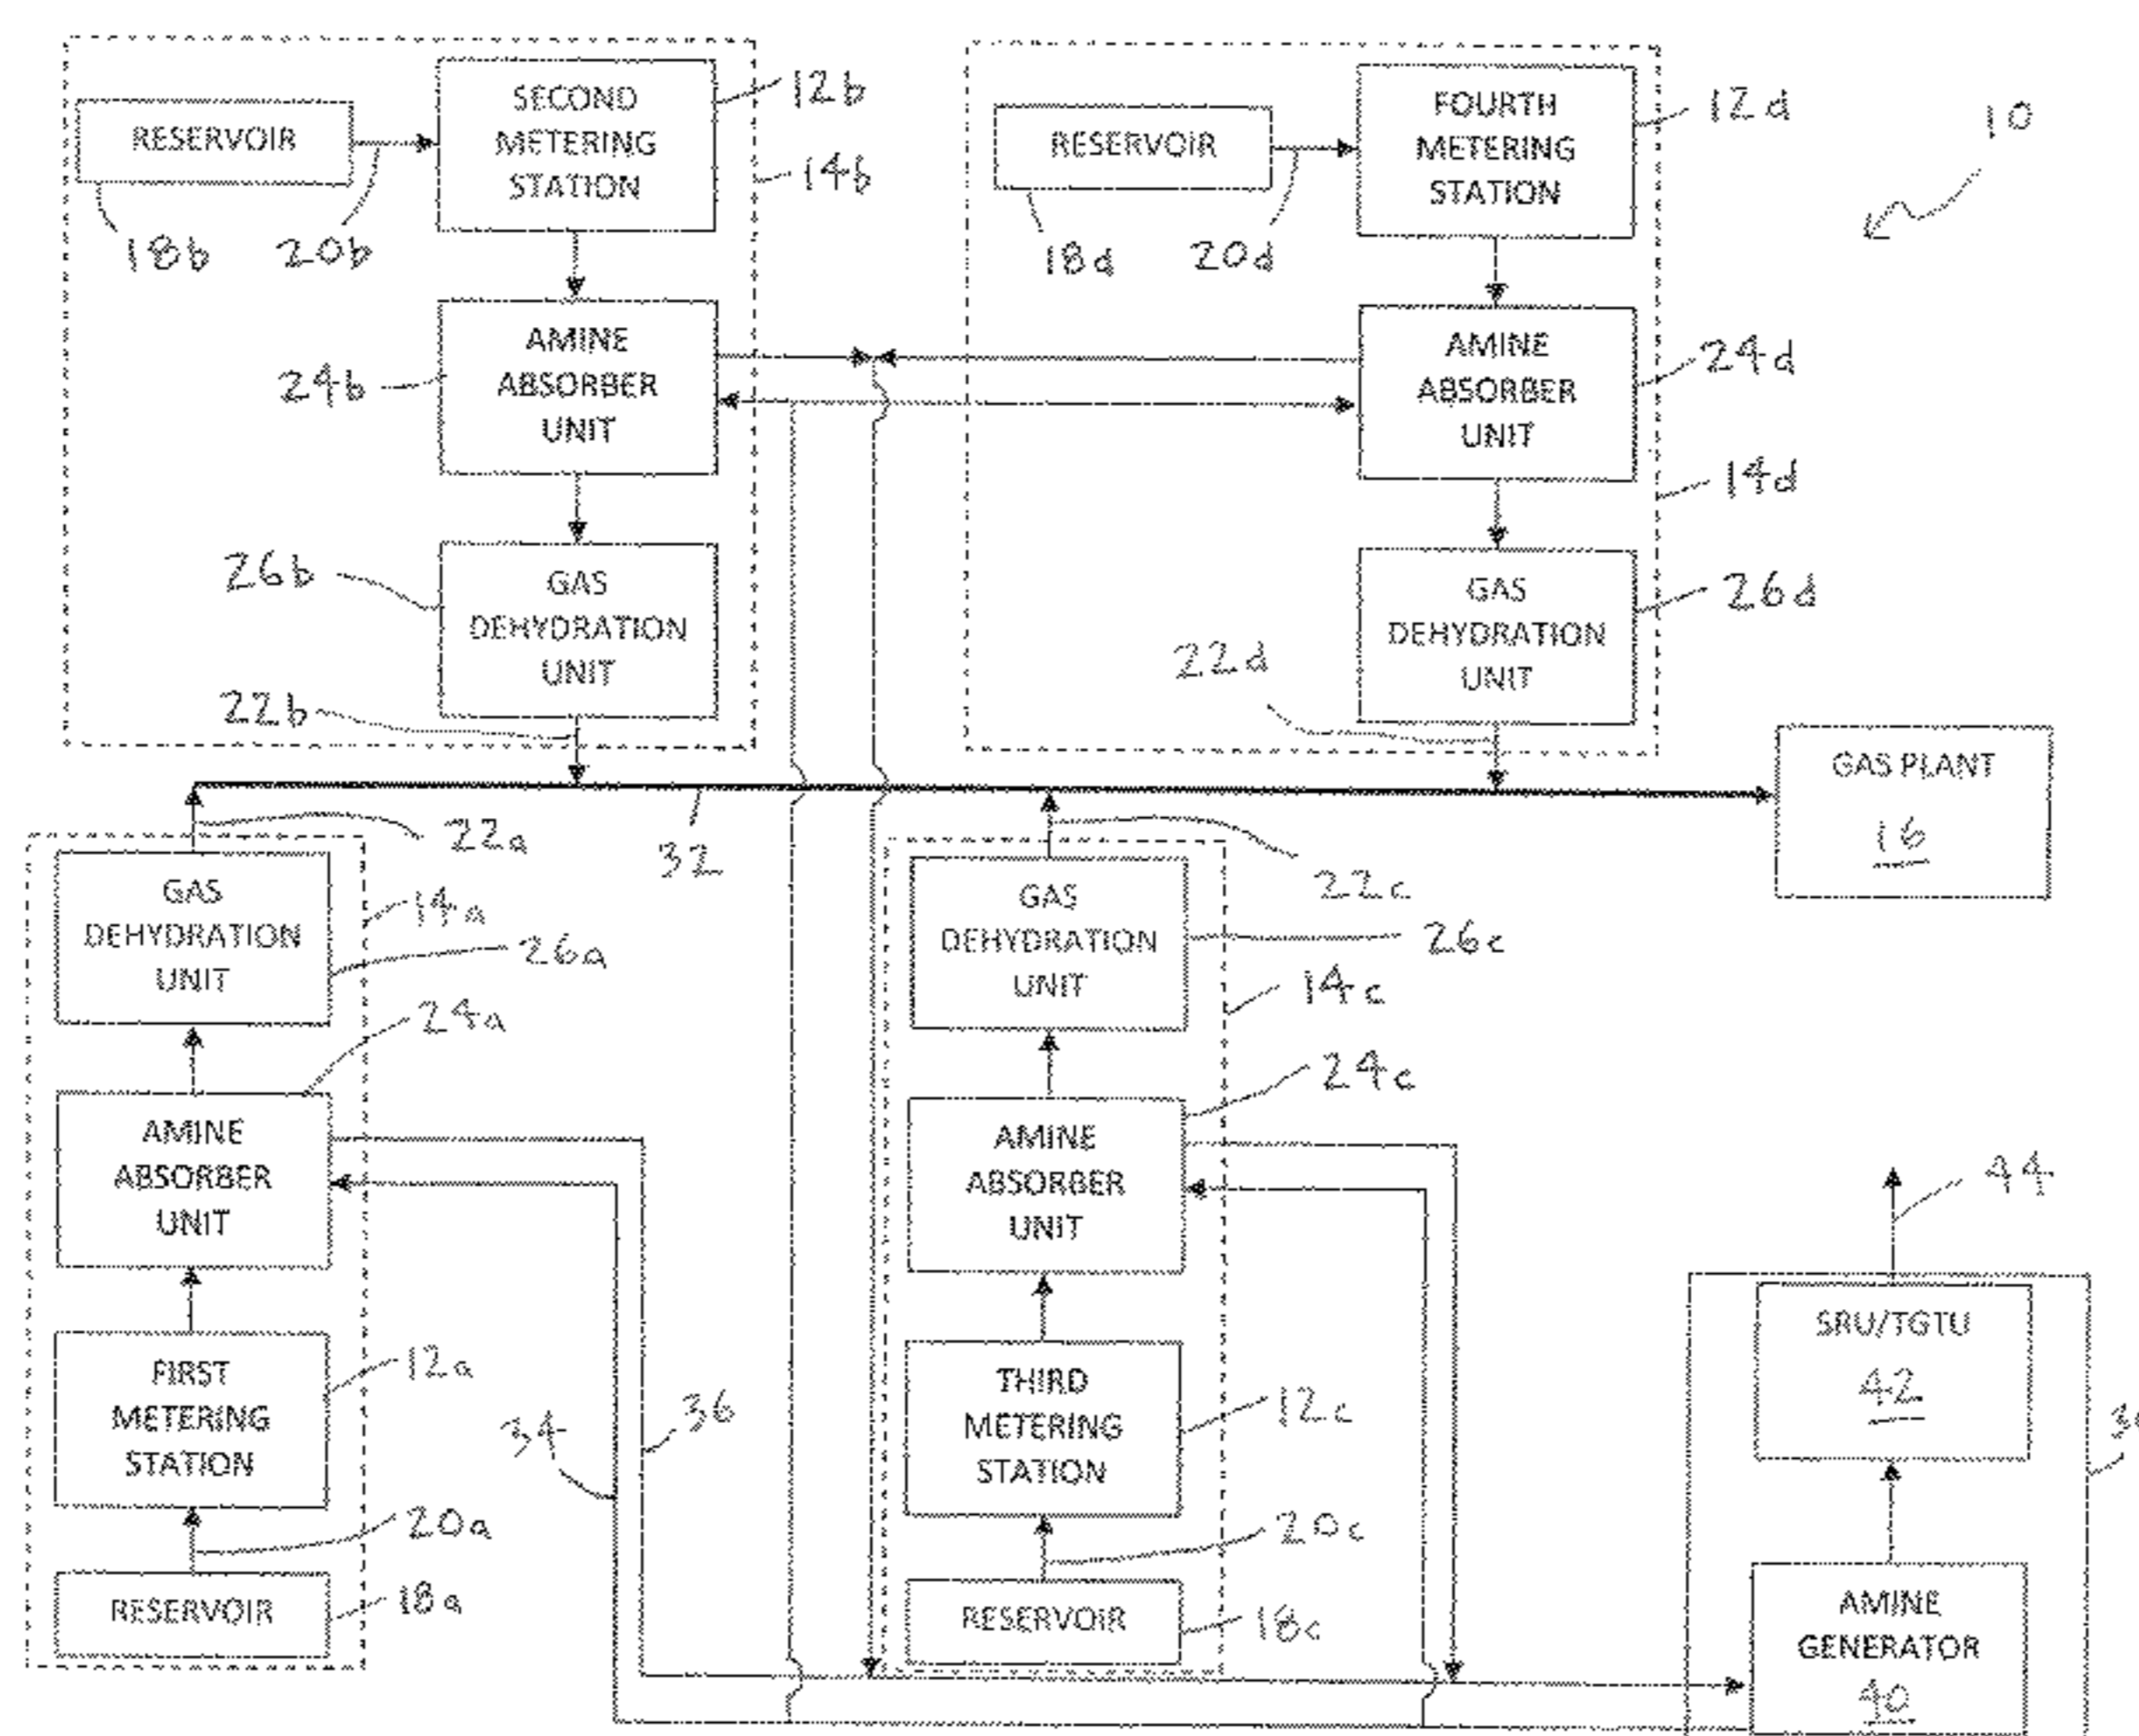 SECOND
METERING
STATION
12b
RESERVOIR
14b
18b
20b
AMINE
ABSORBER
UNIT
24b
GAS
DEHYDRATION
UNIT
26b
22b
FOURTH
METERING
STATION
12d
10
RESERVOIR
18d
20d
AMINE
ABSORBER
UNIT
24d
14d
GAS
DEHYDRATION
UNIT
26d
22d
GAS PLANT
16
32
22a
GAS
DEHYDRATION
UNIT
14a
26a
24a
AMINE
ABSORBER
UNIT
FIRST
METERING
STATION
12a
20a
RESERVOIR
18a
34
36
22c
GAS
DEHYDRATION
UNIT
26c
14c
24c
AMINE
ABSORBER
UNIT
THIRD
METERING
STATION
12c
20c
RESERVOIR
18c
44
SRU/TGTU
42
AMINE
GENERATOR
40